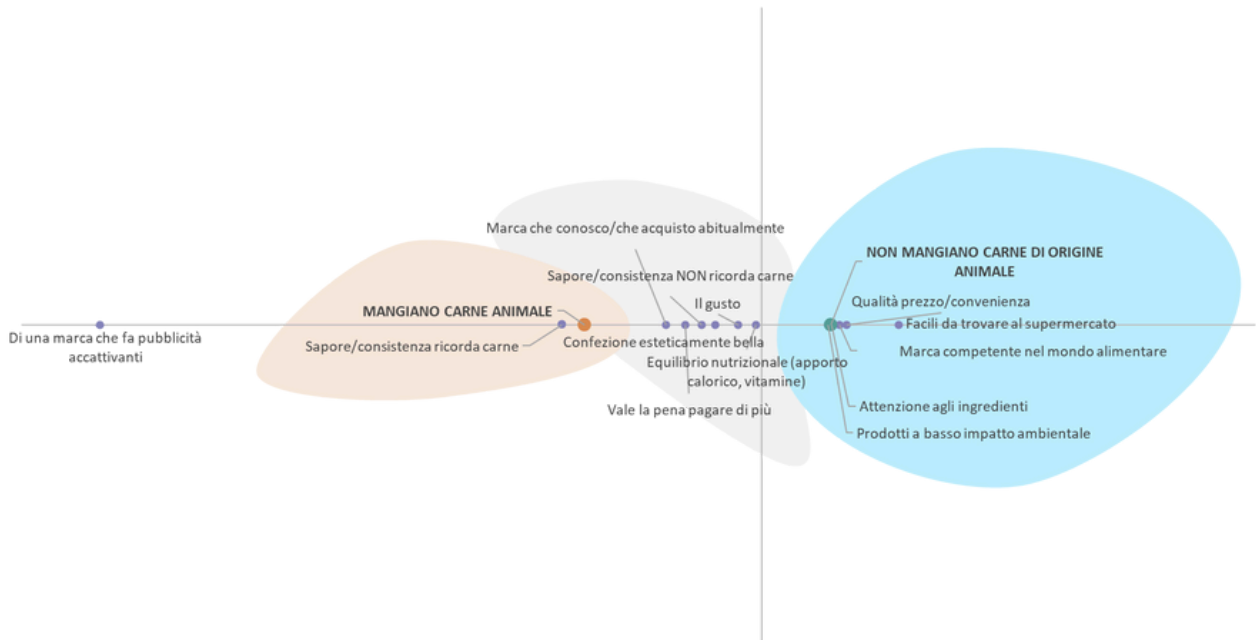 Marca che conosco/che acquisto abitualmente
NON MANGIANO CARNE DI ORIGINE
ANIMALE
Sapore/consistenza NON ricorda carne
Il gusto
Qualità prezzo/convenienza
MANGIANO CARNE ANIMALE
Facili da trovare al supermercato
Di una marca che fa pubblicità
accattivanti
Sapore/consistenza ricorda carne
Confezione esteticamente bella
Marca competente nel mondo alimentare
Equilibrio nutrizionale (apporto
calorico, vitamine)
Vale la pena pagare di più
Attenzione agli ingredienti
Prodotti a basso impatto ambientale